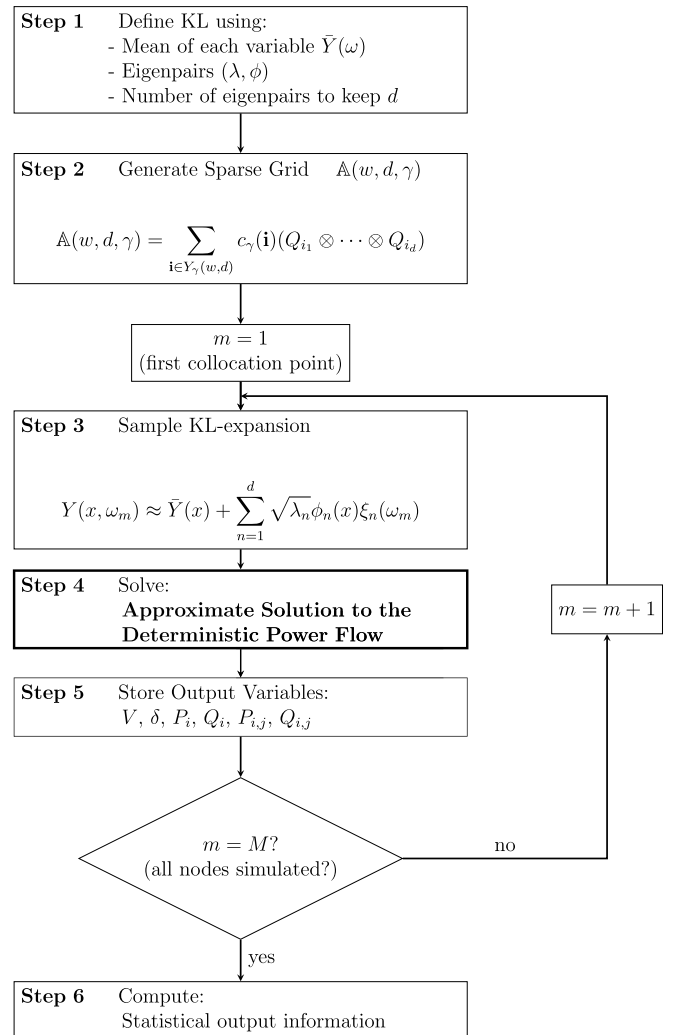 Step 1 Define KL using:
- Mean of each variable Ȳ(ω)
- Eigenpairs (λ, ϕ)
- Number of eigenpairs to keep d
Step 2 Generate Sparse Grid 𝔸(w, d, γ)
𝔸(w, d, γ) = ∑_{𝐢∈Y_γ(w,d)} c_γ(𝐢)(Q_{i_1} ⊗ ⋯ ⊗ Q_{i_d})
m = 1
(first collocation point)
Step 3 Sample KL-expansion
Y(x, ω_m) ≈ Ȳ(x) + ∑_{n=1}^{d} √λ_n ϕ_n(x)ξ_n(ω_m)
Step 4 Solve:
Approximate Solution to the
Deterministic Power Flow
m = m + 1
Step 5 Store Output Variables:
V, δ, P_i, Q_i, P_{i,j}, Q_{i,j}
m = M?
(all nodes simulated?)
no
yes
Step 6 Compute:
Statistical output information